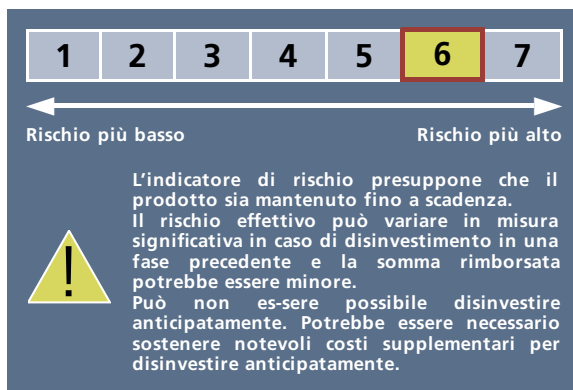 1 2 3 4 5 6 7
Rischio più basso Rischio più alto
L’indicatore di rischio presuppone che il
prodotto sia mantenuto fino a scadenza.
Il rischio effettivo può variare in misura
significativa in caso di disinvestimento in una
fase precedente e la somma rimborsata
potrebbe essere minore.
Può non es-sere possibile disinvestire
anticipatamente. Potrebbe essere necessario
sostenere notevoli costi supplementari per
disinvestire anticipatamente.
!